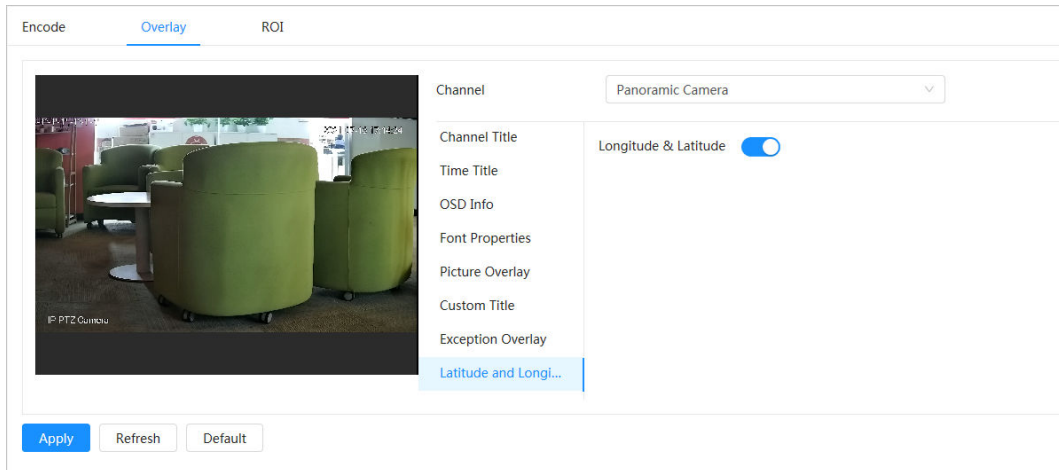 Encode Overlay ROI
Channel Panoramic Camera
Channel Title
Longitude & Latitude
Time Title
OSD Info
Font Properties
Picture Overlay
Custom Title
Exception Overlay
Latitude and Longi...
IP PTZ Camera
Apply Refresh Default